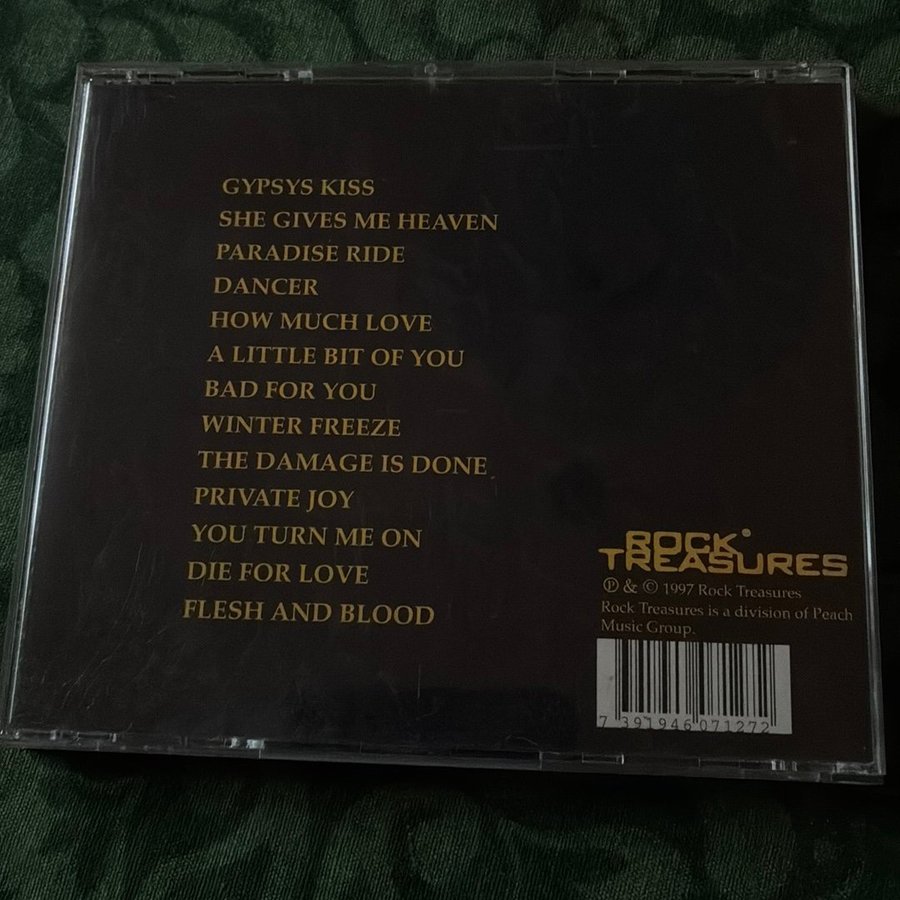 GYPSYS KISS
SHE GIVES ME HEAVEN
PARADISE RIDE
DANCER
HOW MUCH LOVE
A LITTLE BIT OF YOU
BAD FOR YOU
WINTER FREEZE
THE DAMAGE IS DONE
PRIVATE JOY
YOU TURN ME ON
DIE FOR LOVE
FLESH AND BLOOD
ROCK
TREASURES
℗ & © 1997 Rock Treasures
Rock Treasures is a division of Peach
Music Group.
7 391946 071272